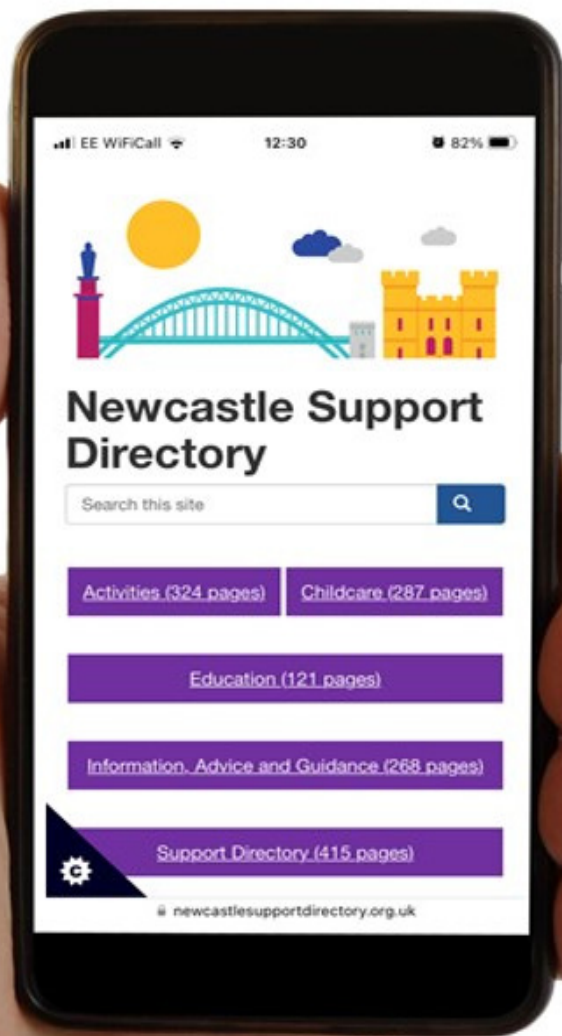 EE WiFiCall 12:30 82%
Newcastle Support
Directory
Search this site
Activities (324 pages) Childcare (287 pages)
Education (121 pages)
Information, Advice and Guidance (268 pages)
Support Directory (415 pages)
C
newcastlesupportdirectory.org.uk